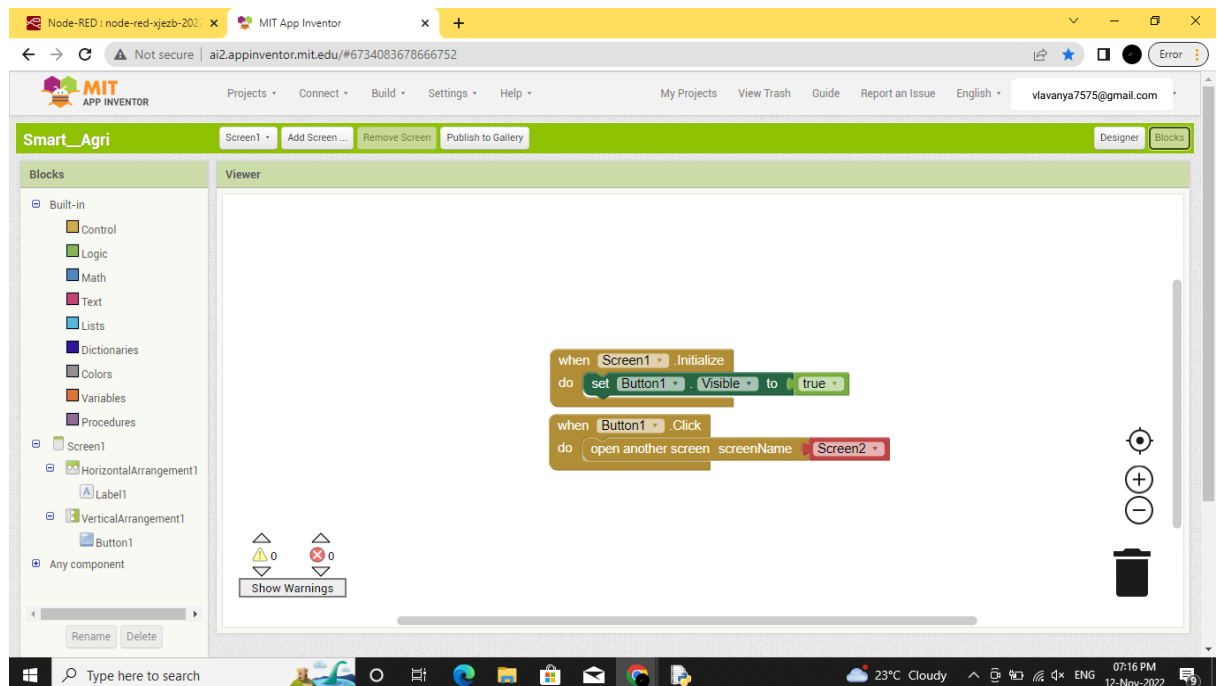 Node-RED : node-red-xjezb-202
MIT App Inventor
Not secure | ai2.appinventor.mit.edu/#6734083678666752
Error
MIT
APP INVENTOR
Projects Connect Build Settings Help My Projects View Trash Guide Report an Issue English vlavanya7575@gmail.com
Smart__Agri Screen1 Add Screen ... Remove Screen Publish to Gallery Designer Blocks
Blocks
Viewer
Built-in
Control
Logic
Math
Text
Lists
Dictionaries
Colors
Variables
Procedures
Screen1
HorizontalArrangement1
Label1
VerticalArrangement1
Button1
Any component
Rename Delete
when Screen1 .Initialize
do set Button1 . Visible to true
when Button1 .Click
do open another screen screenName Screen2
0 0
Show Warnings
Type here to search
23°C Cloudy
ENG
07:16 PM
12-Nov-2022
9